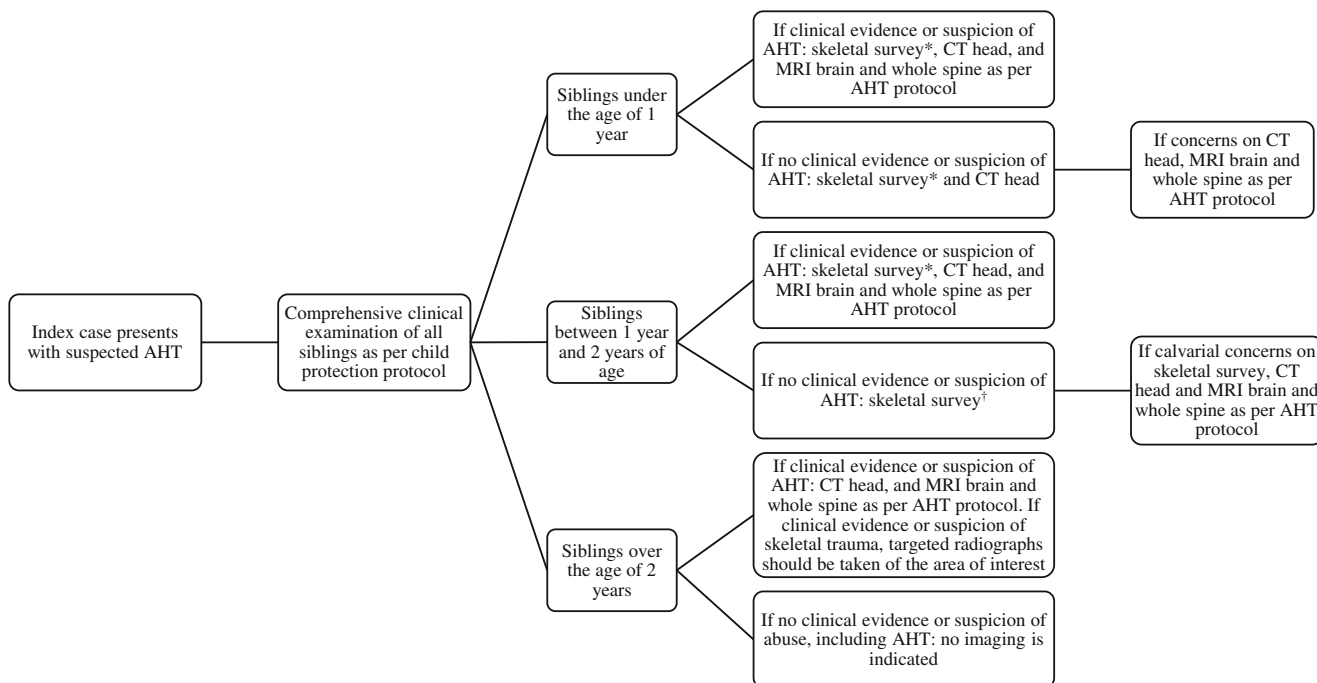 Index case presents
with suspected AHT
Comprehensive clinical
examination of all
siblings as per child
protection protocol
Siblings under
the age of 1
year
If clinical evidence or suspicion of
AHT: skeletal survey*, CT head, and
MRI brain and whole spine as per
AHT protocol
If no clinical evidence or suspicion of
AHT: skeletal survey* and CT head
If concerns on CT
head, MRI brain and
whole spine as per
AHT protocol
Siblings
between 1 year
and 2 years of
age
If clinical evidence or suspicion of
AHT: skeletal survey*, CT head, and
MRI brain and whole spine as per
AHT protocol
If no clinical evidence or suspicion of
AHT: skeletal survey†
If calvarial concerns on
skeletal survey, CT
head and MRI brain and
whole spine as per AHT
protocol
Siblings over
the age of 2
years
If clinical evidence or suspicion of
AHT: CT head, and MRI brain and
whole spine as per AHT protocol. If
clinical evidence or suspicion of
skeletal trauma, targeted radiographs
should be taken of the area of interest
If no clinical evidence or suspicion of
abuse, including AHT: no imaging is
indicated